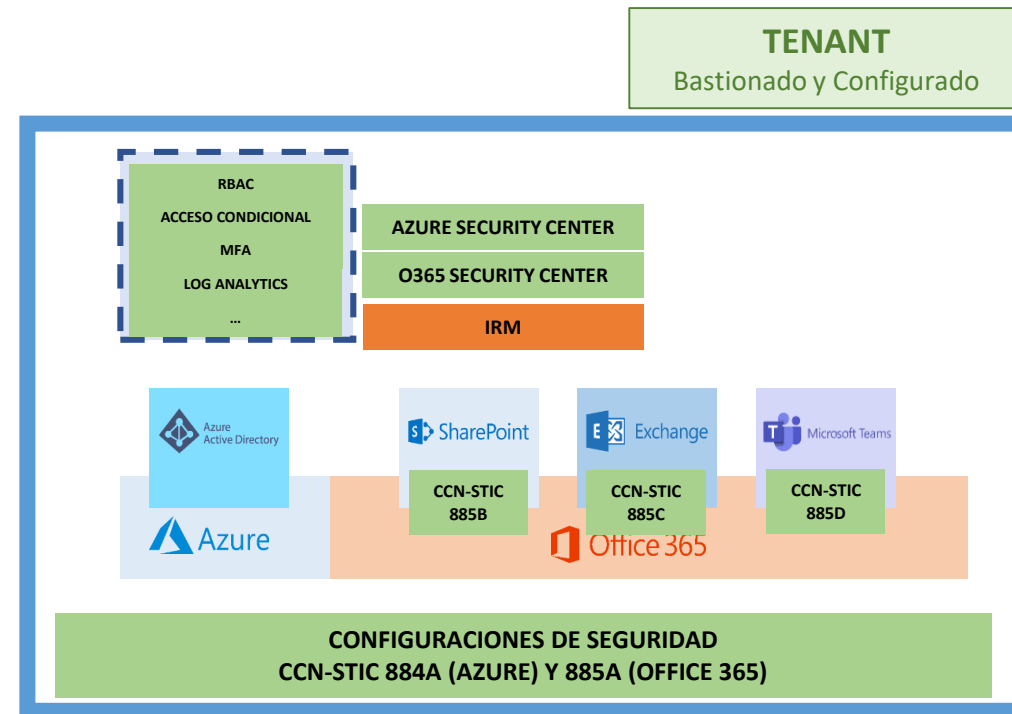 TENANT
Bastionado y Configurado
RBAC
ACCESO CONDICIONAL
MFA
LOG ANALYTICS
...
AZURE SECURITY CENTER
O365 SECURITY CENTER
IRM
Azure
Active Directory
S SharePoint
E Exchange
T Microsoft Teams
CCN-STIC
885B
CCN-STIC
885C
CCN-STIC
885D
Azure
Office 365
CONFIGURACIONES DE SEGURIDAD
CCN-STIC 884A (AZURE) Y 885A (OFFICE 365)